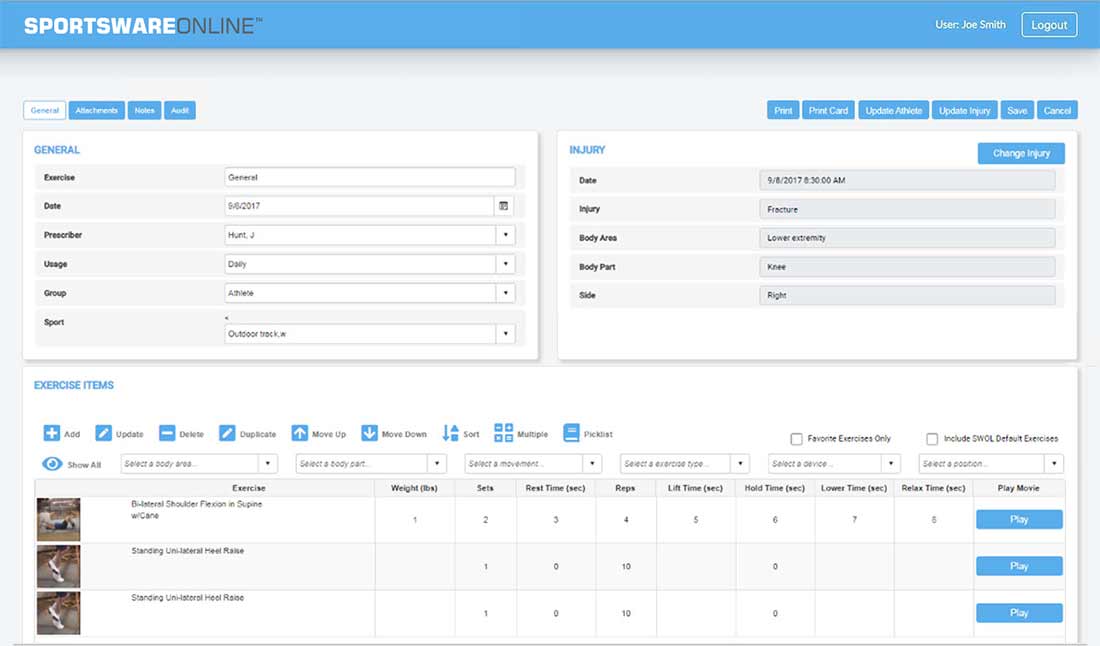 SPORTSWAREONLINE™
User: Joe Smith
Logout
General
Attachments
Notes
Audit
Print
Print Card
Update Athlete
Update Injury
Save
Cancel
GENERAL
Exercise
General
Date
9/8/2017
Prescriber
Hunt, J
Usage
Daily
Group
Athlete
Sport
<
Outdoor track,w
INJURY
Change Injury
Date
9/8/2017 8:30:00 AM
Injury
Fracture
Body Area
Lower extremity
Body Part
Knee
Side
Right
EXERCISE ITEMS
Add
Update
Delete
Duplicate
Move Up
Move Down
Sort
Multiple
Picklist
Favorite Exercises Only
Include SWOL Default Exercises
Show All
Select a body area...
Select a body part...
Select a movement...
Select a exercise type...
Select a device ...
Select a position...
Exercise Weight (lbs) Sets Rest Time (sec) Reps Lift Time (sec) Hold Time (sec) Lower Time (sec) Relax Time (sec) Play Movie
Bi-lateral Shoulder Flexion in Supine
w/Cane
1 2 3 4 5 6 7 8 Play
Standing Uni-lateral Heel Raise
1 0 10 0 Play
Standing Uni-lateral Heel Raise
1 0 10 0 Play